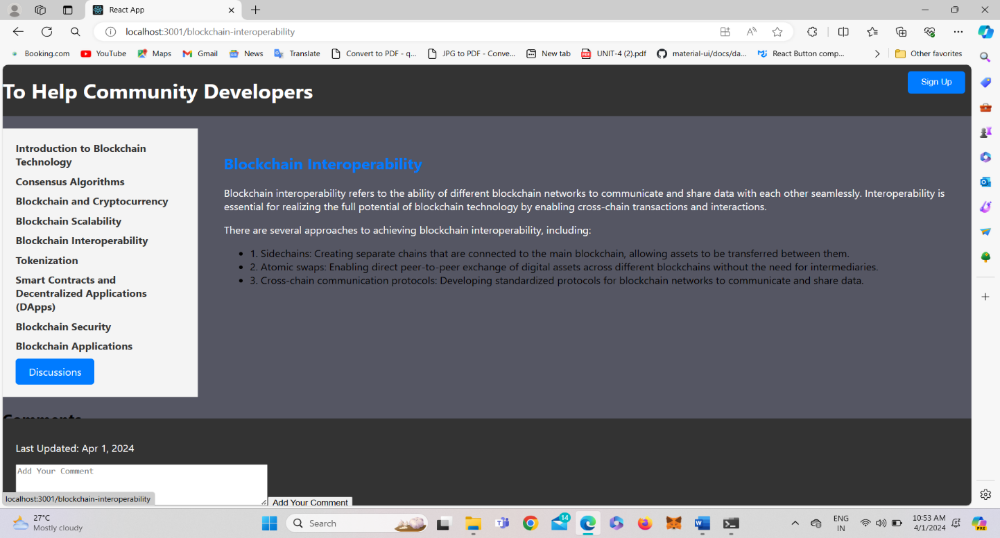 React App
localhost:3001/blockchain-interoperability
Booking.com YouTube Maps Gmail News Translate Convert to PDF - q... JPG to PDF - Conve... New tab UNIT-4 (2).pdf material-ui/docs/da... React Button comp... Other favorites
To Help Community Developers
Sign Up
Introduction to Blockchain
Technology
Consensus Algorithms
Blockchain and Cryptocurrency
Blockchain Scalability
Blockchain Interoperability
Tokenization
Smart Contracts and
Decentralized Applications
(DApps)
Blockchain Security
Blockchain Applications
Discussions
Blockchain Interoperability
Blockchain interoperability refers to the ability of different blockchain networks to communicate and share data with each other seamlessly. Interoperability is
essential for realizing the full potential of blockchain technology by enabling cross-chain transactions and interactions.
There are several approaches to achieving blockchain interoperability, including:
• 1. Sidechains: Creating separate chains that are connected to the main blockchain, allowing assets to be transferred between them.
• 2. Atomic swaps: Enabling direct peer-to-peer exchange of digital assets across different blockchains without the need for intermediaries.
• 3. Cross-chain communication protocols: Developing standardized protocols for blockchain networks to communicate and share data.
Comments
Last Updated: Apr 1, 2024
Add Your Comment
Add Your Comment
localhost:3001/blockchain-interoperability
27°C
Mostly cloudy
Search
14
ENG
IN
10:53 AM
4/1/2024
PRE